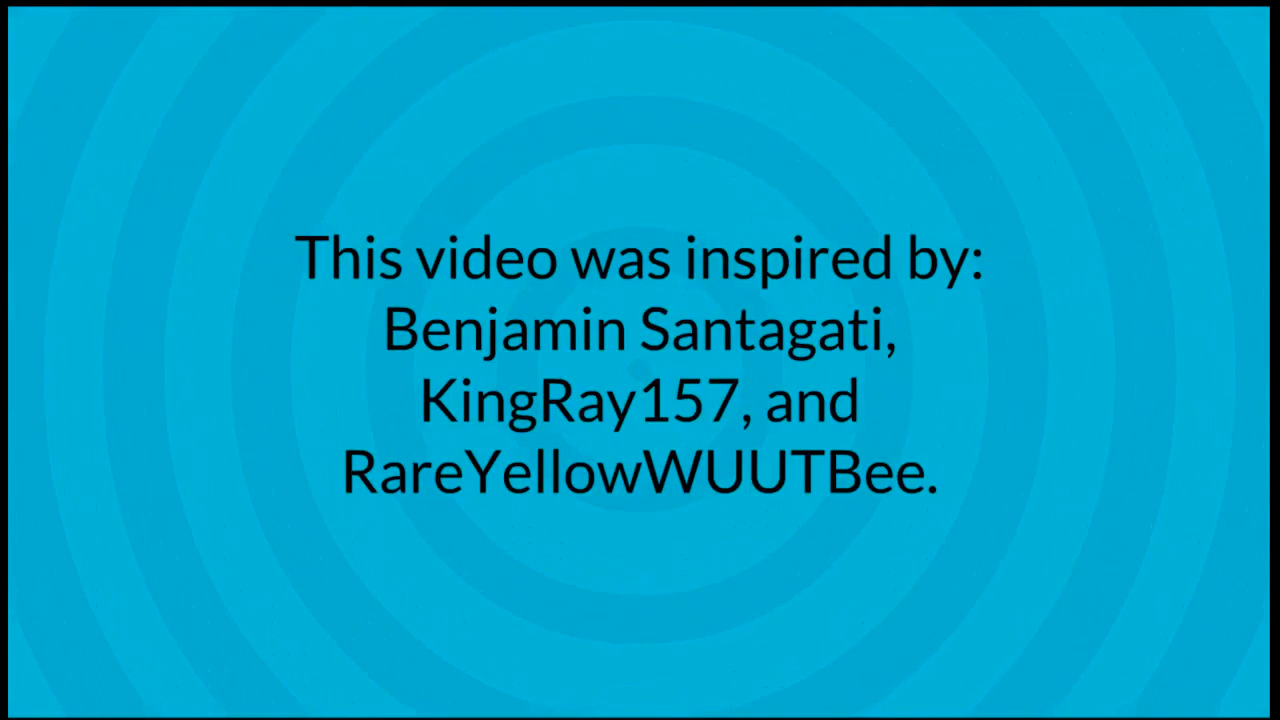 This video was inspired by:
Benjamin Santagati,
KingRay157, and
RareYellowWUUTBee.